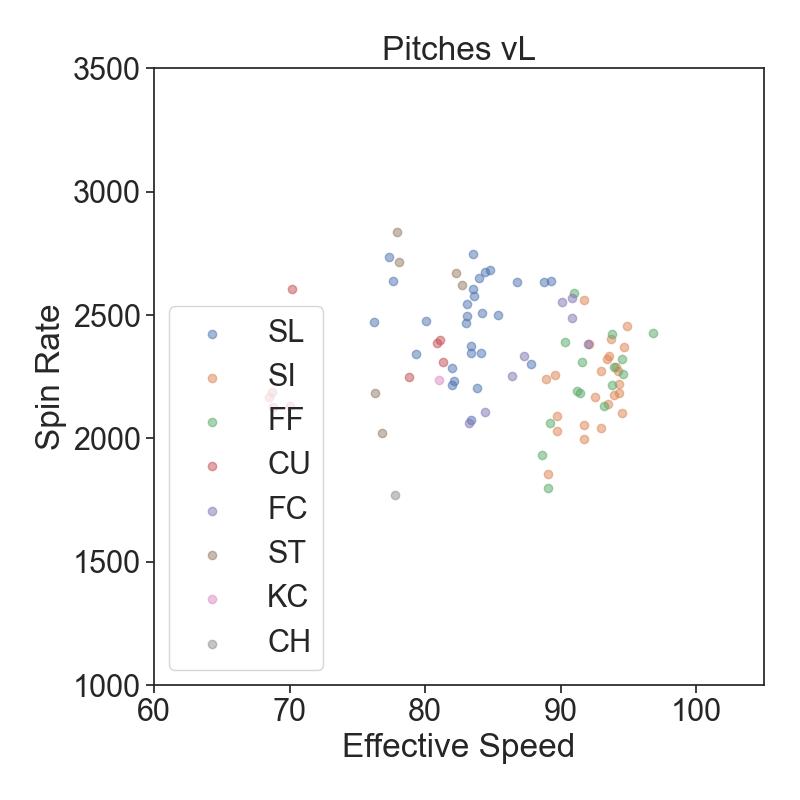 Pitches vL
3500
3000
2500
2000
1500
1000
Spin Rate
SL
SI
FF
CU
FC
ST
KC
CH
60 70 80 90 100
Effective Speed